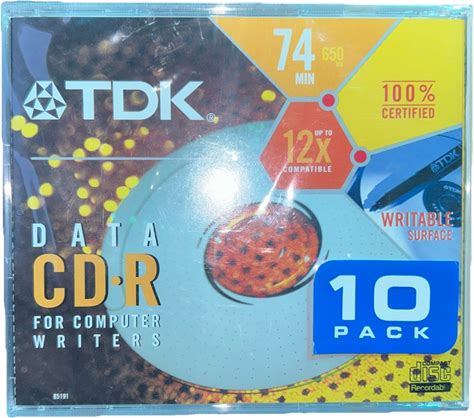 74 650
MIN MB
TDK®
100%
CERTIFIED
UP TO
12x
COMPATIBLE
WRITABLE
SURFACE
DATA
CD·R
FOR COMPUTER
WRITERS
10
PACK
COMPACT
disc
Recordable
85191